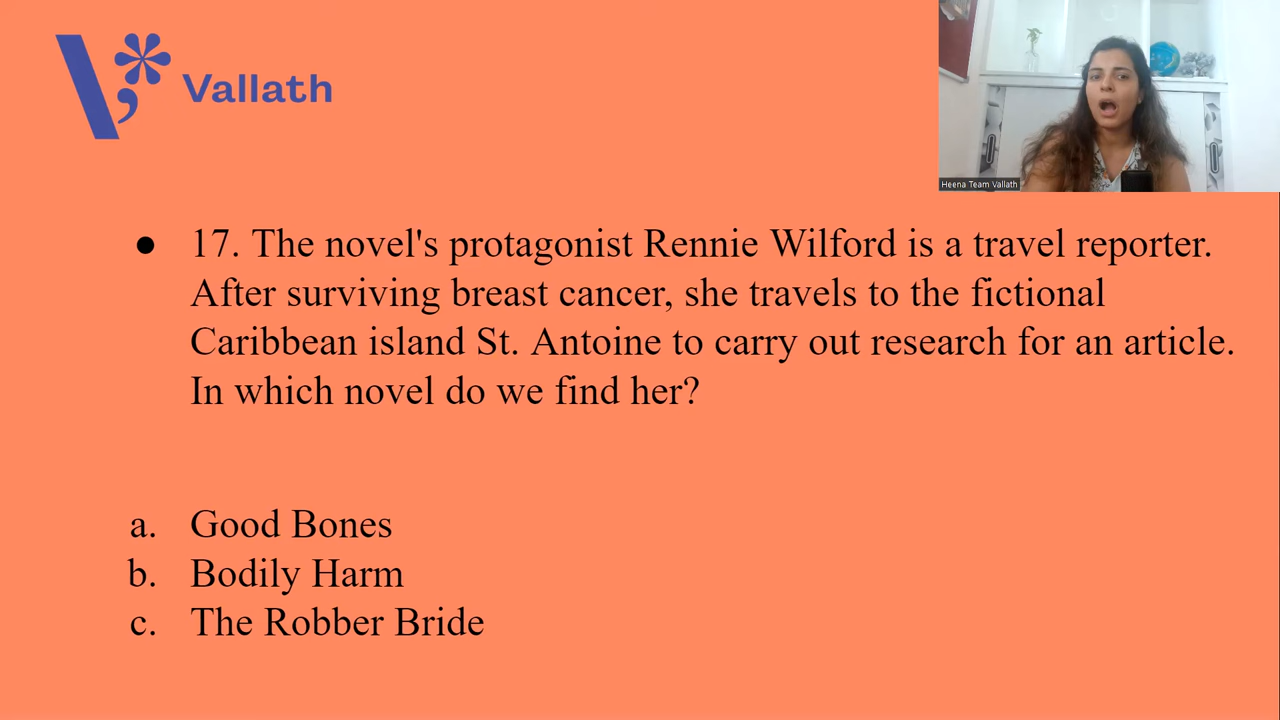 Vallath
Heena Team Vallath
● 17. The novel's protagonist Rennie Wilford is a travel reporter.
After surviving breast cancer, she travels to the fictional
Caribbean island St. Antoine to carry out research for an article.
In which novel do we find her?
a. Good Bones
b. Bodily Harm
c. The Robber Bride